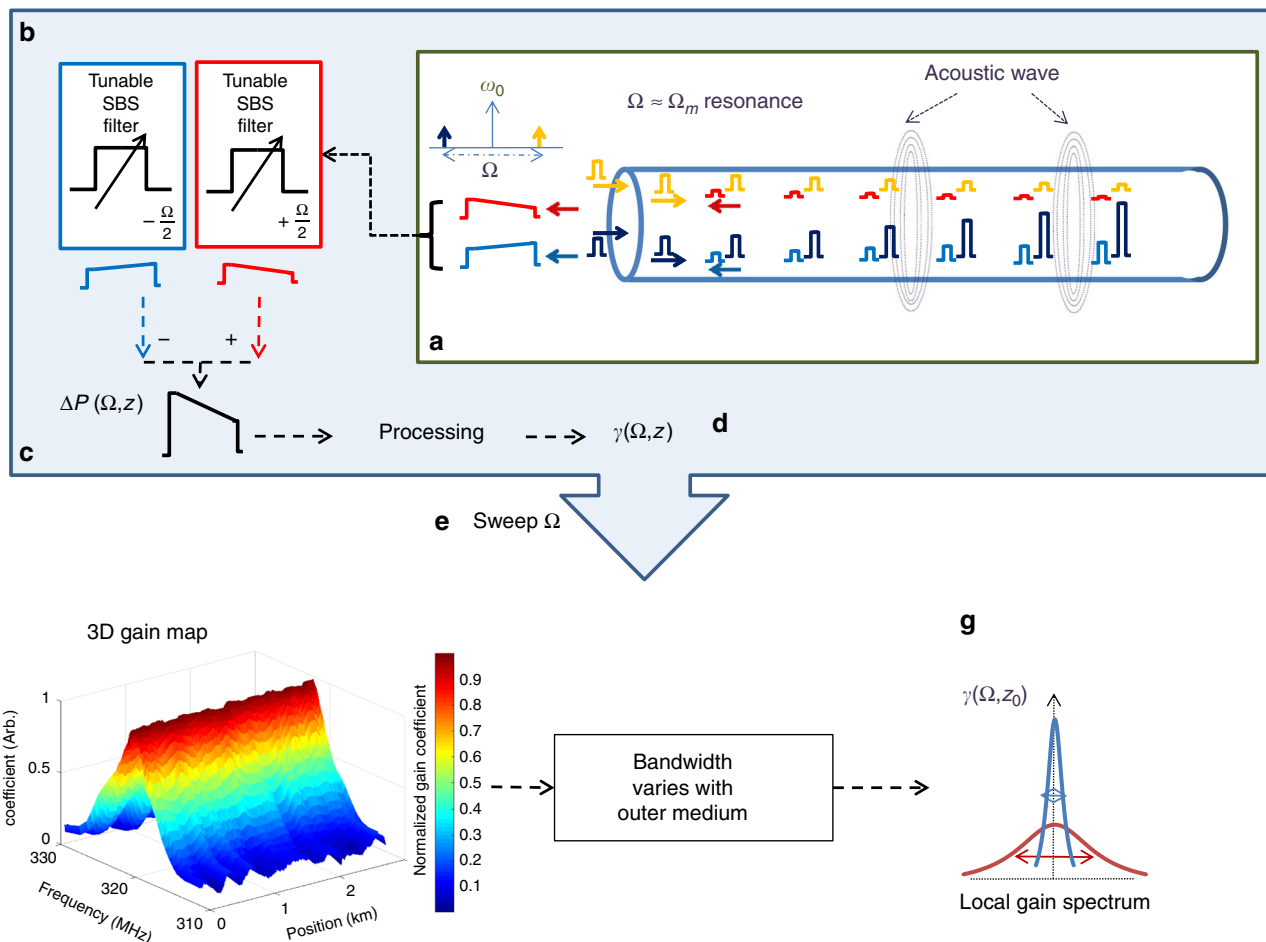 b
Tunable
SBS
filter
− Ω/2
Tunable
SBS
filter
+ Ω/2
ω0
Ω
Ω ≈ Ωm resonance
Acoustic wave
a
−
+
ΔP (Ω,z)
Processing
γ(Ω,z)
d
c
e Sweep Ω
3D gain map
coefficient (Arb.)
1
0.5
0
330
320
310
Frequency (MHz)
0
1
2
Position (km)
Normalized gain coefficient
0.9
0.8
0.7
0.6
0.5
0.4
0.3
0.2
0.1
Bandwidth
varies with
outer medium
g
γ(Ω,z0)
Local gain spectrum